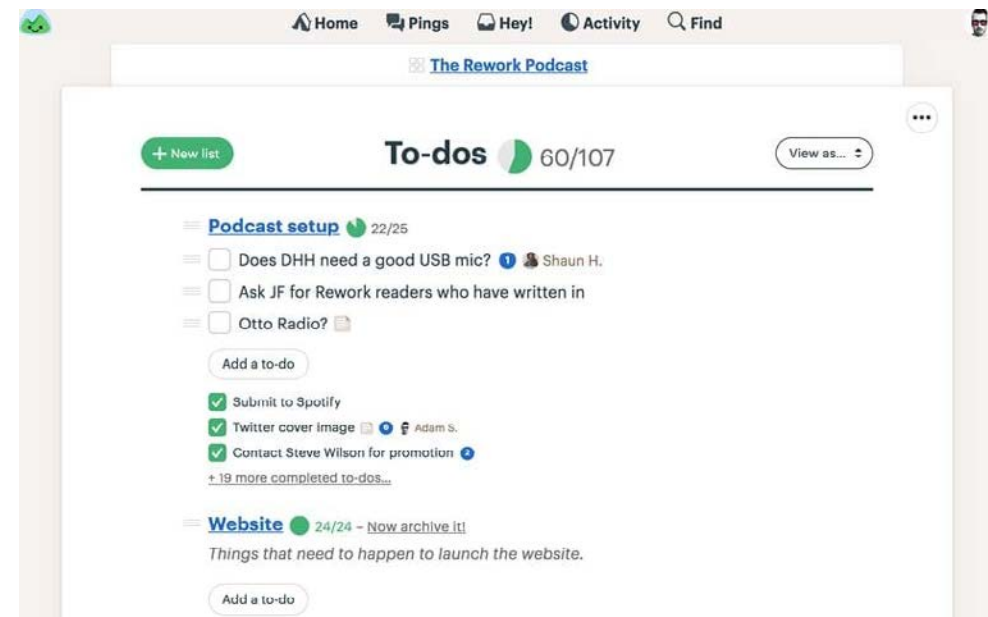 Home Pings Hey! Activity Find
The Rework Podcast
+ New list
To-dos 60/107
View as...
Podcast setup 22/25
Does DHH need a good USB mic? 1 Shaun H.
Ask JF for Rework readers who have written in
Otto Radio?
Add a to-do
Submit to Spotify
Twitter cover image Adam S.
Contact Steve Wilson for promotion 2
+ 19 more completed to-dos...
Website 24/24 – Now archive it!
Things that need to happen to launch the website.
Add a to-do